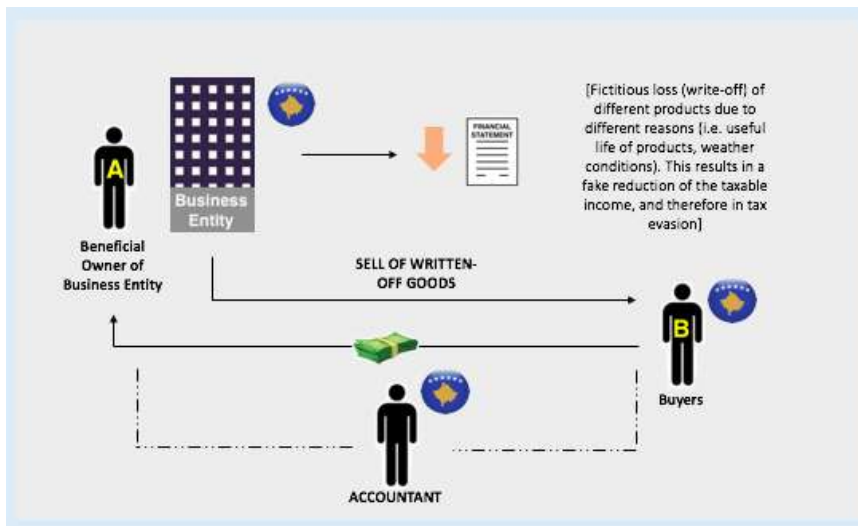 [Fictitious loss (write-off) of
different products due to
different reasons (i.e. useful
life of products, weather
conditions). This results in a
fake reduction of the taxable
income, and therefore in tax
evasion]
FINANCIAL
STATEMENT
A
Business
Entity
Beneficial
Owner of
Business Entity
SELL OF WRITTEN-
OFF GOODS
B
Buyers
ACCOUNTANT